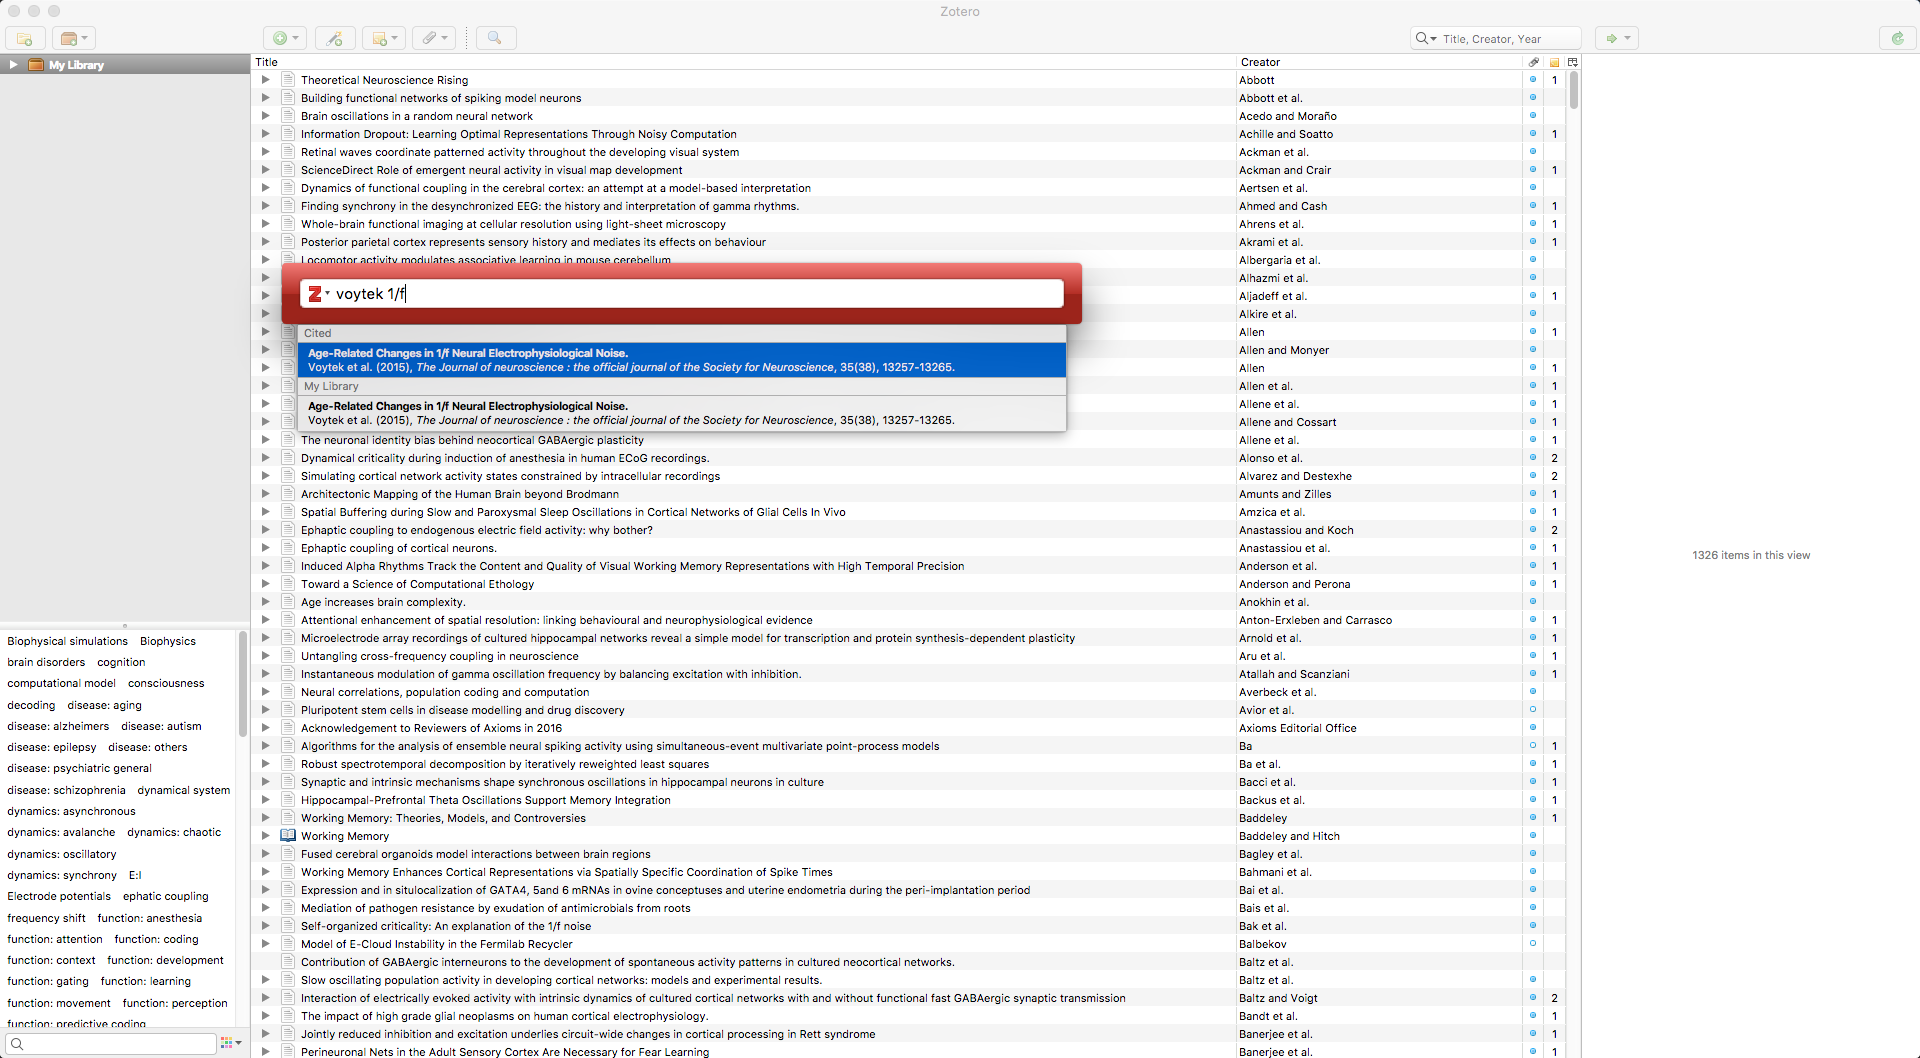 Zotero
Title, Creator, Year
My Library
Title Creator
Theoretical Neuroscience Rising Abbott 1
Building functional networks of spiking model neurons Abbott et al.
Brain oscillations in a random neural network Acedo and Moraño
Information Dropout: Learning Optimal Representations Through Noisy Computation Achille and Soatto 1
Retinal waves coordinate patterned activity throughout the developing visual system Ackman et al.
ScienceDirect Role of emergent neural activity in visual map development Ackman and Crair 1
Dynamics of functional coupling in the cerebral cortex: an attempt at a model-based interpretation Aertsen et al.
Finding synchrony in the desynchronized EEG: the history and interpretation of gamma rhythms. Ahmed and Cash 1
Whole-brain functional imaging at cellular resolution using light-sheet microscopy Ahrens et al. 1
Posterior parietal cortex represents sensory history and mediates its effects on behaviour Akrami et al. 1
Locomotor activity modulates associative learning in mouse cerebellum Albergaria et al.
Alhazmi et al.
Z voytek 1/f Aljadeff et al. 1
Alkire et al.
Cited Allen 1
Age-Related Changes in 1/f Neural Electrophysiological Noise. Allen and Monyer
Voytek et al. (2015), The Journal of neuroscience : the official journal of the Society for Neuroscience, 35(38), 13257-13265. Allen 1
My Library Allen et al. 1
Age-Related Changes in 1/f Neural Electrophysiological Noise. Allene et al. 1
Voytek et al. (2015), The Journal of neuroscience : the official journal of the Society for Neuroscience, 35(38), 13257-13265. Allene and Cossart 1
The neuronal identity bias behind neocortical GABAergic plasticity Allene et al. 1
Dynamical criticality during induction of anesthesia in human ECoG recordings. Alonso et al. 2
Simulating cortical network activity states constrained by intracellular recordings Alvarez and Destexhe 2
Architectonic Mapping of the Human Brain beyond Brodmann Amunts and Zilles 1
Spatial Buffering during Slow and Paroxysmal Sleep Oscillations in Cortical Networks of Glial Cells In Vivo Amzica et al. 1
Ephaptic coupling to endogenous electric field activity: why bother? Anastassiou and Koch 2
Ephaptic coupling of cortical neurons. Anastassiou et al. 1
Induced Alpha Rhythms Track the Content and Quality of Visual Working Memory Representations with High Temporal Precision Anderson et al. 1
Toward a Science of Computational Ethology Anderson and Perona 1
Age increases brain complexity. Anokhin et al.
Attentional enhancement of spatial resolution: linking behavioural and neurophysiological evidence Anton-Erxleben and Carrasco 1
Microelectrode array recordings of cultured hippocampal networks reveal a simple model for transcription and protein synthesis-dependent plasticity Arnold et al. 1
Untangling cross-frequency coupling in neuroscience Aru et al. 1
Instantaneous modulation of gamma oscillation frequency by balancing excitation with inhibition. Atallah and Scanziani 1
Neural correlations, population coding and computation Averbeck et al.
Pluripotent stem cells in disease modelling and drug discovery Avior et al.
Acknowledgement to Reviewers of Axioms in 2016 Axioms Editorial Office
Algorithms for the analysis of ensemble neural spiking activity using simultaneous-event multivariate point-process models Ba 1
Robust spectrotemporal decomposition by iteratively reweighted least squares Ba et al. 1
Synaptic and intrinsic mechanisms shape synchronous oscillations in hippocampal neurons in culture Bacci et al. 1
Hippocampal-Prefrontal Theta Oscillations Support Memory Integration Backus et al. 1
Working Memory: Theories, Models, and Controversies Baddeley 1
Working Memory Baddeley and Hitch
Fused cerebral organoids model interactions between brain regions Bagley et al.
Working Memory Enhances Cortical Representations via Spatially Specific Coordination of Spike Times Bahmani et al.
Expression and in situlocalization of GATA4, 5and 6 mRNAs in ovine conceptuses and uterine endometria during the peri-implantation period Bai et al.
Mediation of pathogen resistance by exudation of antimicrobials from roots Bais et al.
Self-organized criticality: An explanation of the 1/f noise Bak et al.
Model of E-Cloud Instability in the Fermilab Recycler Balbekov
Contribution of GABAergic interneurons to the development of spontaneous activity patterns in cultured neocortical networks. Baltz et al.
Slow oscillating population activity in developing cortical networks: models and experimental results. Baltz et al.
Interaction of electrically evoked activity with intrinsic dynamics of cultured cortical networks with and without functional fast GABAergic synaptic transmission Baltz and Voigt 2
The impact of high grade glial neoplasms on human cortical electrophysiology. Bandt et al. 1
Jointly reduced inhibition and excitation underlies circuit-wide changes in cortical processing in Rett syndrome Banerjee et al. 1
Perineuronal Nets in the Adult Sensory Cortex Are Necessary for Fear Learning Banerjee et al. 1
1326 items in this view
Biophysical simulations Biophysics
brain disorders cognition
computational model consciousness
decoding disease: aging
disease: alzheimers disease: autism
disease: epilepsy disease: others
disease: psychiatric general
disease: schizophrenia dynamical system
dynamics: asynchronous
dynamics: avalanche dynamics: chaotic
dynamics: oscillatory
dynamics: synchrony E:I
Electrode potentials ephatic coupling
frequency shift function: anesthesia
function: attention function: coding
function: context function: development
function: gating function: learning
function: movement function: perception
function: predictive coding